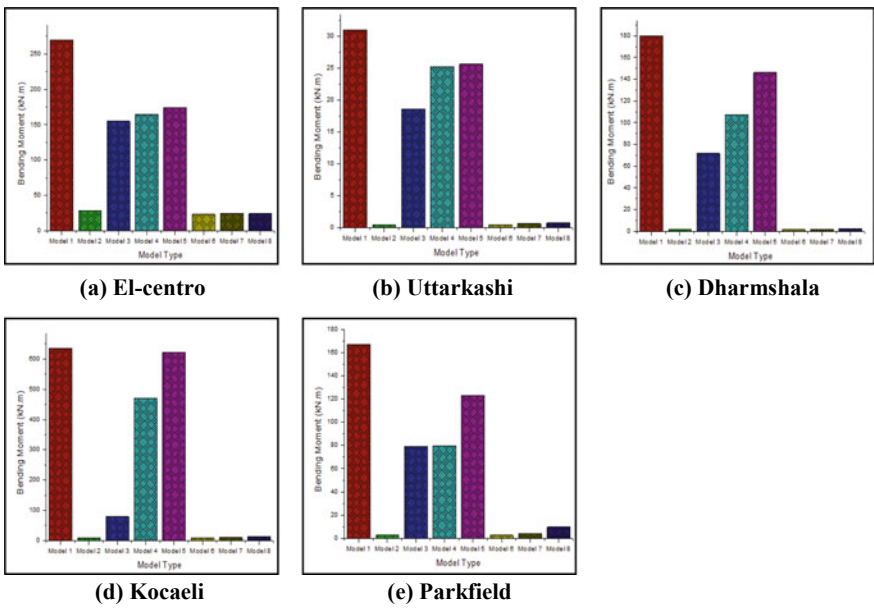 Bending Moment (kN.m)
250
200
150
100
50
0
Model 1 Model 2 Model 3 Model 4 Model 5 Model 6 Model 7 Model 8
Model Type
(a) El-centro
Bending Moment (kN.m)
30
25
20
15
10
5
0
Model 1 Model 2 Model 3 Model 4 Model 5 Model 6 Model 7 Model 8
Model Type
(b) Uttarkashi
Bending Moment (kN.m)
180
160
140
120
100
80
60
40
20
0
Model 1 Model 2 Model 3 Model 4 Model 5 Model 6 Model 7 Model 8
Model Type
(c) Dharmshala
Bending Moment (kN.m)
600
500
400
300
200
100
0
Model 1 Model 2 Model 3 Model 4 Model 5 Model 6 Model 7 Model 8
Model Type
(d) Kocaeli
Bending Moment (kN.m)
180
160
140
120
100
80
60
40
20
0
Model 1 Model 2 Model 3 Model 4 Model 5 Model 6 Model 7 Model 8
Model Type
(e) Parkfield